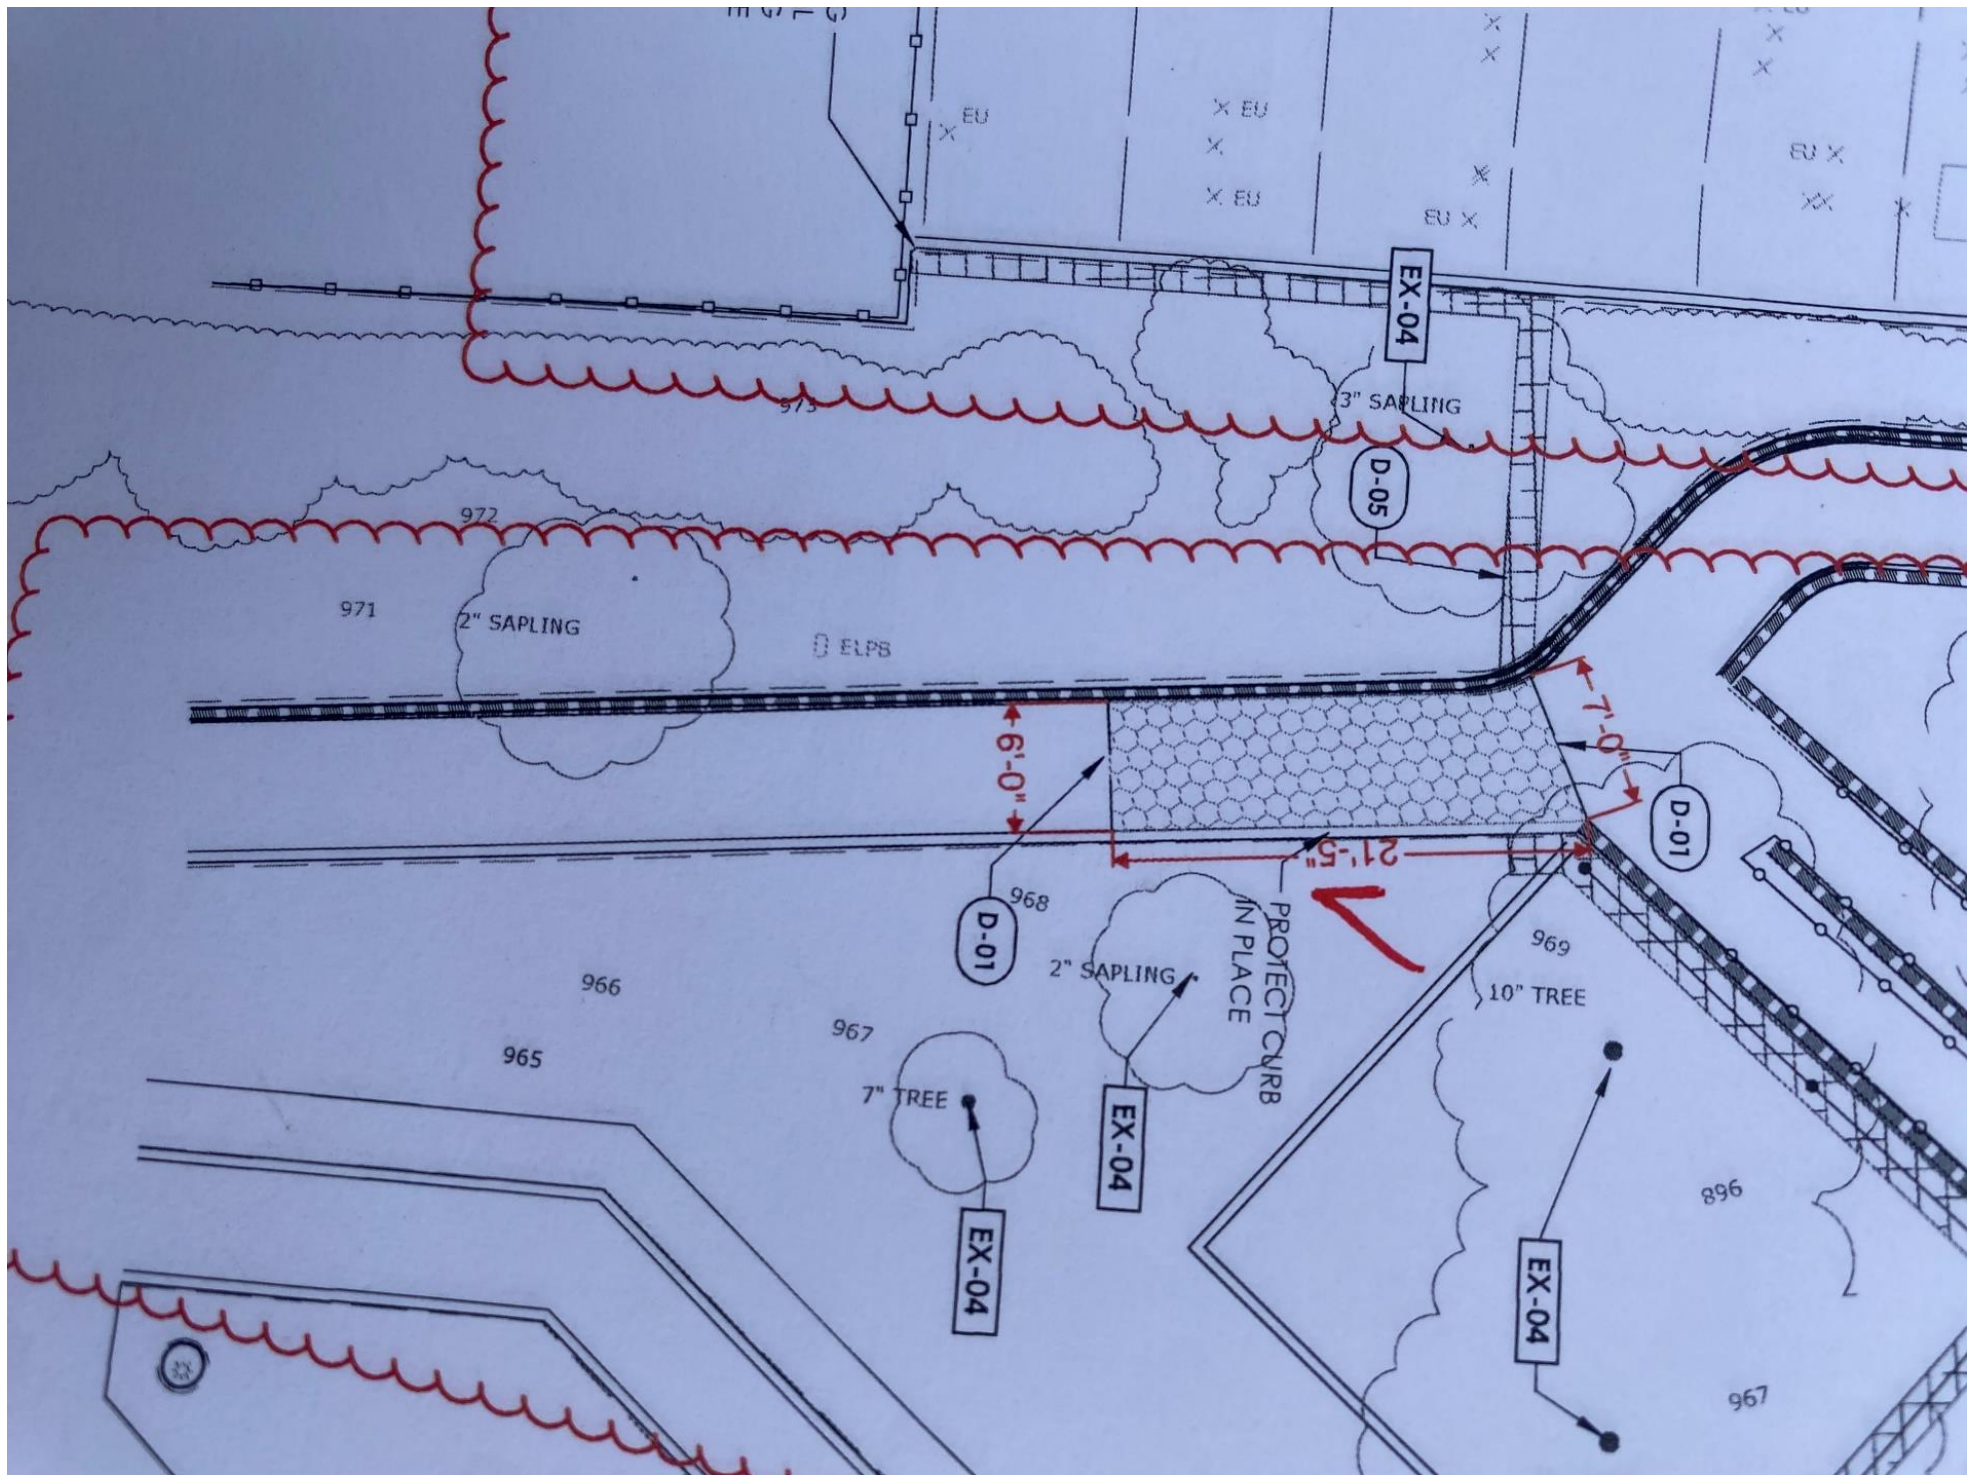 EU
EU
EU
EU
EU
EU
EX-04
3" SAPLING
973
D-05
972
971
2" SAPLING
ELPB
7'-0"
6'-0"
D-01
21'-5"
968
D-01
PROTECT CURB
IN PLACE
2" SAPLING
969
10" TREE
966
967
965
7" TREE
EX-04
EX-04
968
EX-04
967